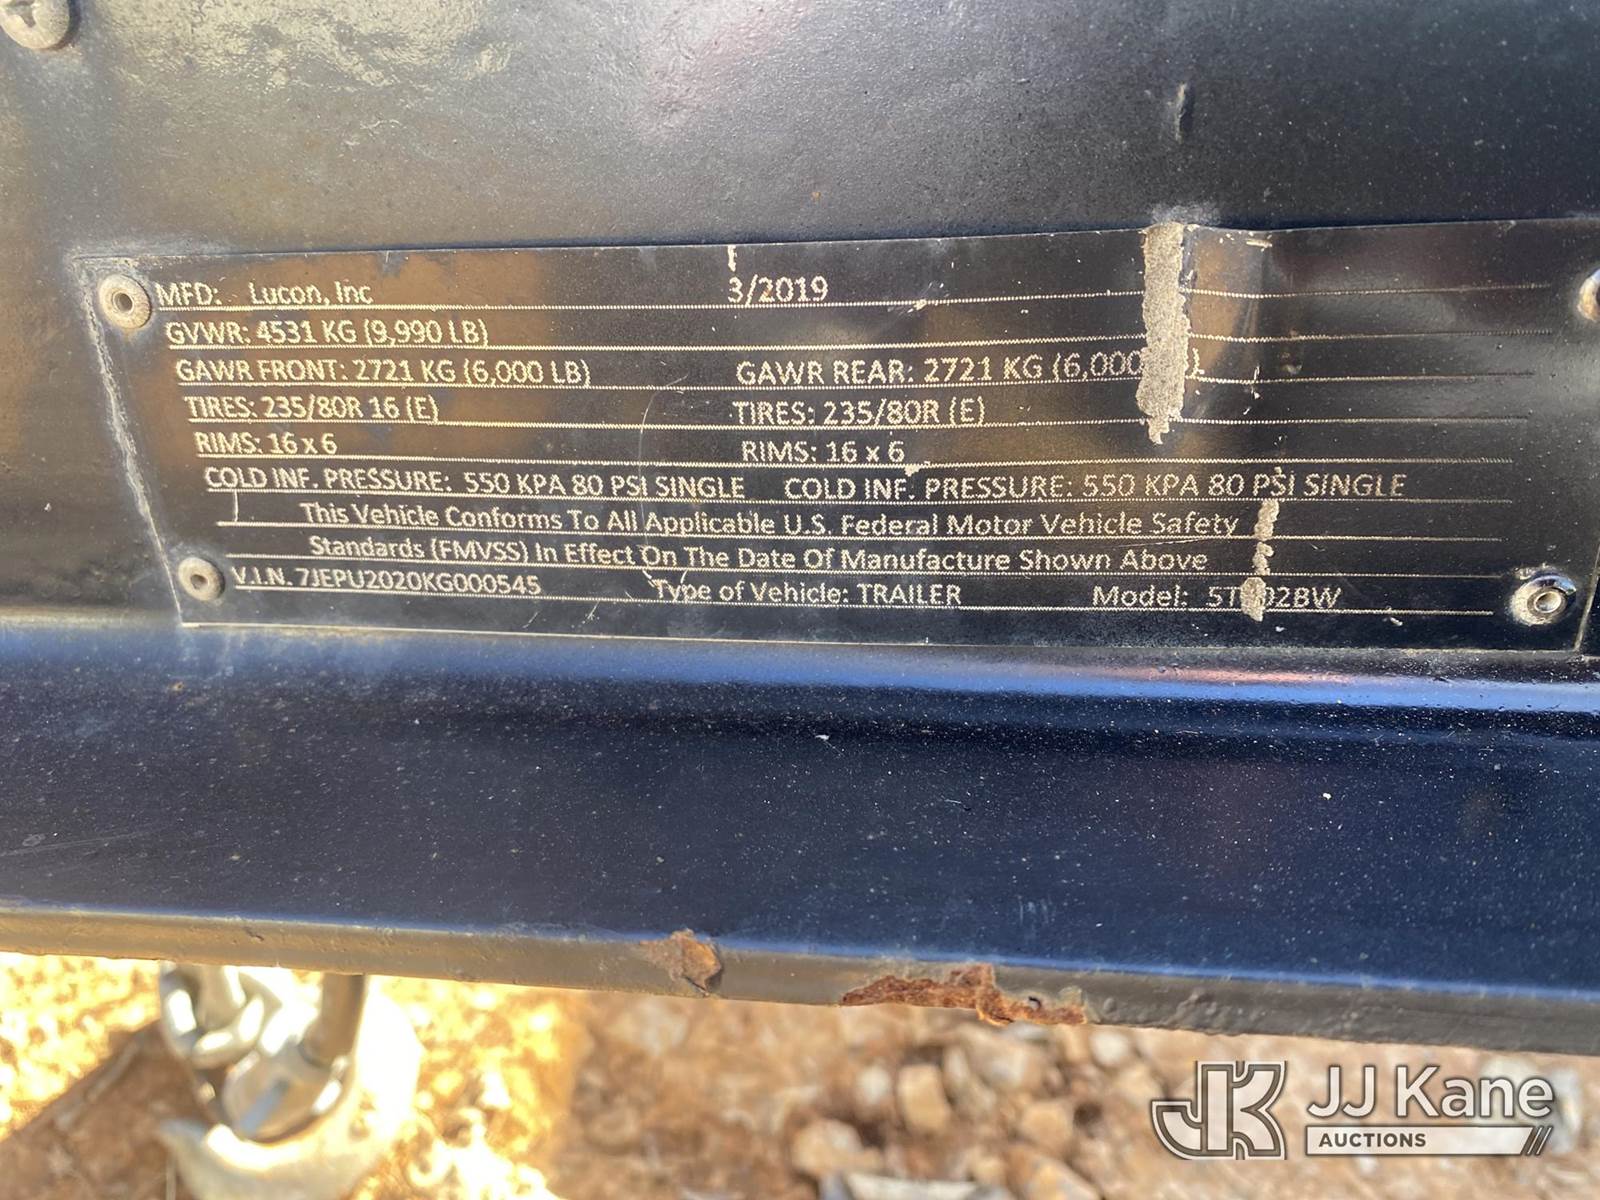 MFD: Lucon, Inc 3/2019
GVWR: 4531 KG (9,990 LB)
GAWR FRONT: 2721 KG (6,000 LB) GAWR REAR: 2721 KG (6,000
TIRES: 235/80R 16 (E) TIRES: 235/80R (E)
RIMS: 16 x 6 RIMS: 16 x 6
COLD INF. PRESSURE: 550 KPA 80 PSI SINGLE COLD INF. PRESSURE: 550 KPA 80 PSI SINGLE
This Vehicle Conforms To All Applicable U.S. Federal Motor Vehicle Safety
Standards (FMVSS) In Effect On The Date Of Manufacture Shown Above
V.I.N. 7JEPU2020KG000545 Type of Vehicle: TRAILER Model:
JK JJ Kane
AUCTIONS